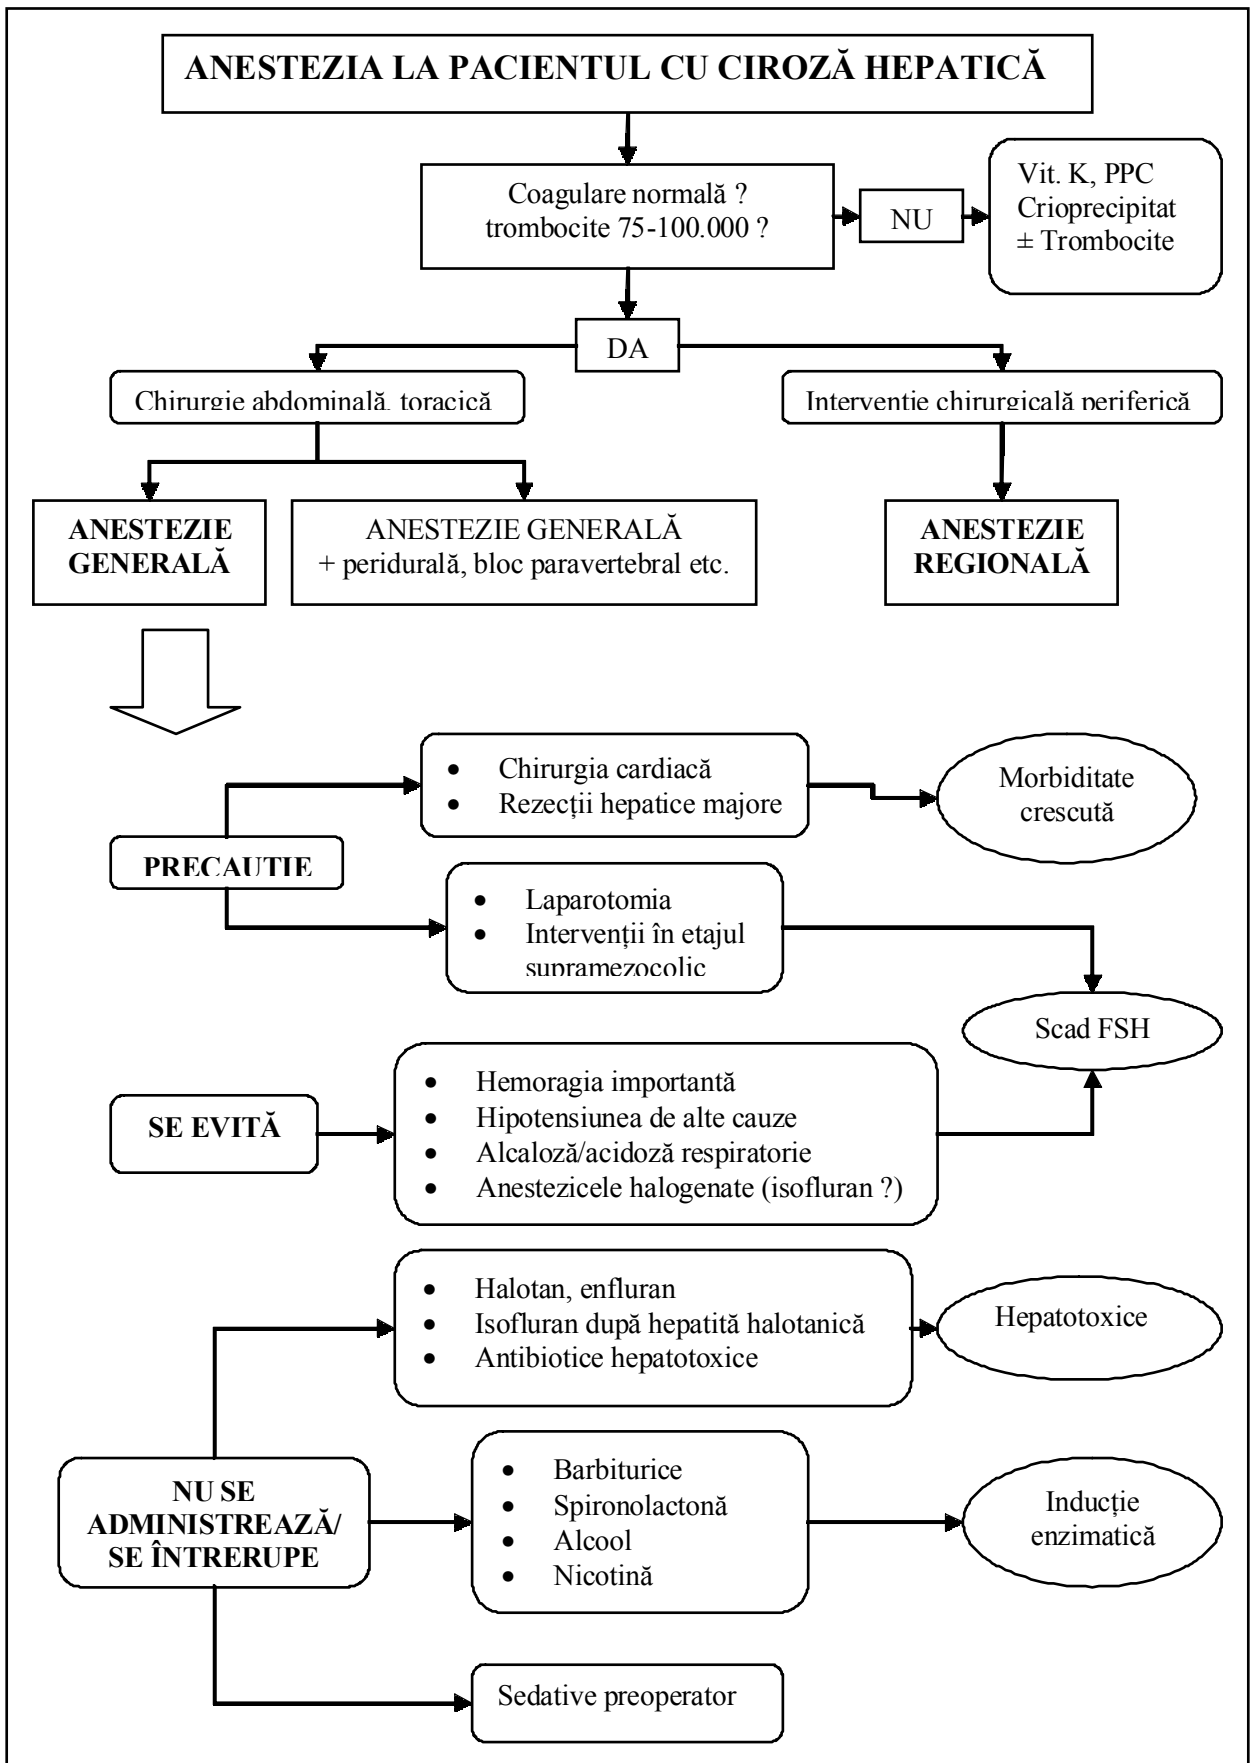 ANESTEZIA LA PACIENTUL CU CIROZĂ HEPATICĂ
Coagulare normală ?
trombocite 75-100.000 ?
NU
Vit. K, PPC
Crioprecipitat
± Trombocite
DA
Chirurgie abdominală, toracică
Intervenție chirurgicală periferică
ANESTEZIE
GENERALĂ
ANESTEZIE GENERALĂ
+ peridurală, bloc paravertebral etc.
ANESTEZIE
REGIONALĂ
PRECAUȚIE
• Chirurgia cardiacă
• Rezecții hepatice majore
Morbiditate
crescută
• Laparotomia
• Intervenții în etajul
supramezocolic
Scad FSH
SE EVITĂ
• Hemoragia importantă
• Hipotensiunea de alte cauze
• Alcaloză/acidoză respiratorie
• Anestezicele halogenate (isofluran ?)
• Halotan, enfluran
• Isofluran după hepatită halotanică
• Antibiotice hepatotoxice
Hepatotoxice
NU SE
ADMINISTREAZĂ/
SE ÎNTRERUPE
• Barbiturice
• Spironolactonă
• Alcool
• Nicotină
Inducție
enzimatică
Sedative preoperator